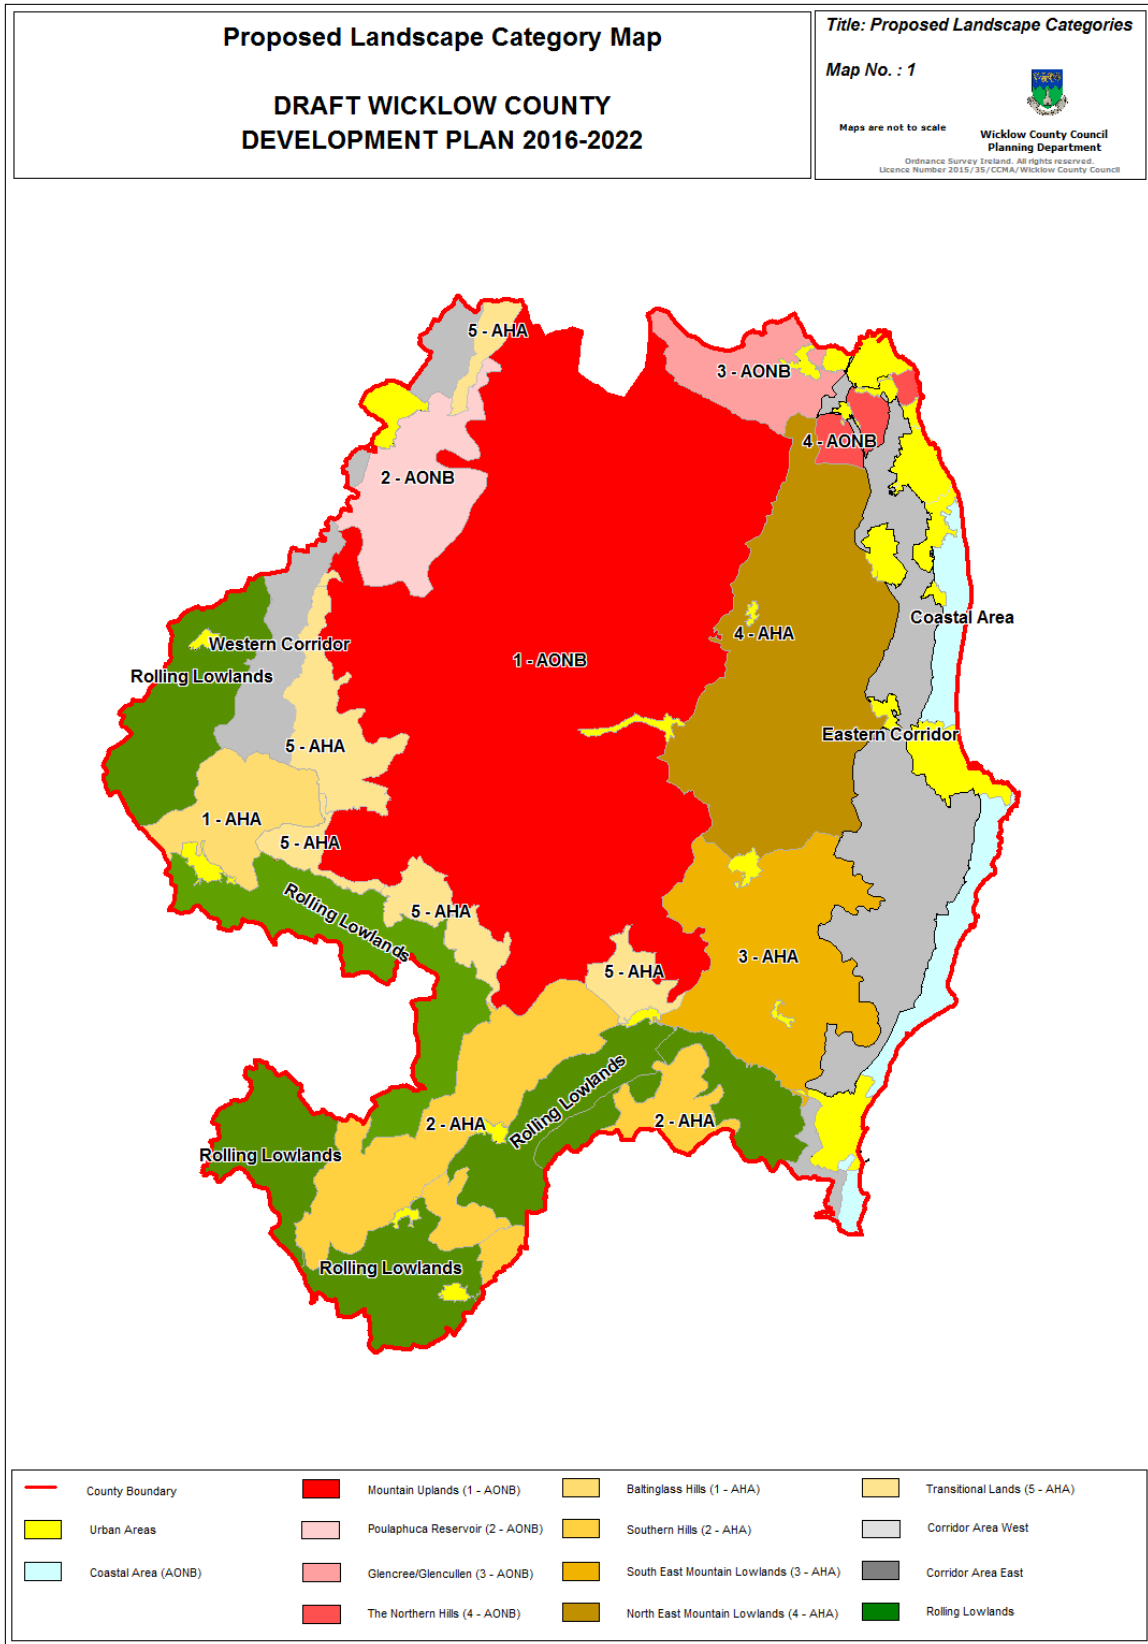 Proposed Landscape Category Map
DRAFT WICKLOW COUNTY
DEVELOPMENT PLAN 2016-2022
Title: Proposed Landscape Categories
Map No. : 1
Maps are not to scale
Wicklow County Council
Planning Department
Ordnance Survey Ireland. All rights reserved.
Licence Number 2015/35/CCMA/Wicklow County Council
5 - AHA
3 - AONB
4 - AONB
2 - AONB
Coastal Area
4 - AHA
Western Corridor
1 - AONB
Rolling Lowlands
Eastern Corridor
5 - AHA
1 - AHA
5 - AHA
Rolling Lowlands
5 - AHA
3 - AHA
5 - AHA
Rolling Lowlands
2 - AHA
2 - AHA
Rolling Lowlands
Rolling Lowlands
County Boundary
Urban Areas
Coastal Area (AONB)
Mountain Uplands (1 - AONB)
Poulaphuca Reservoir (2 - AONB)
Glencree/Glencullen (3 - AONB)
The Northern Hills (4 - AONB)
Baltinglass Hills (1 - AHA)
Southern Hills (2 - AHA)
South East Mountain Lowlands (3 - AHA)
North East Mountain Lowlands (4 - AHA)
Transitional Lands (5 - AHA)
Corridor Area West
Corridor Area East
Rolling Lowlands